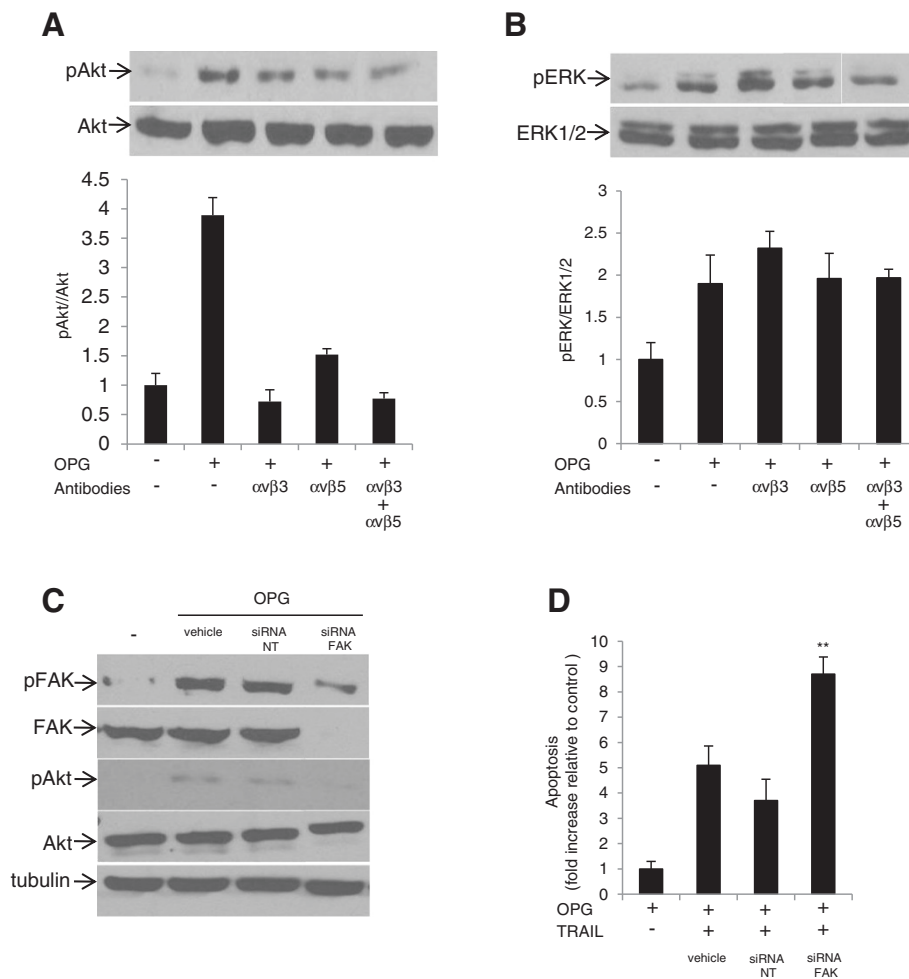 A
pAkt
Akt
4.5
4
3.5
3
2.5
2
1.5
1
0.5
0
pAkt//Akt
OPG - + + + +
Antibodies - - αvβ3 αvβ5 αvβ3
+
αvβ5
B
pERK
ERK1/2
3
2.5
2
1.5
1
0.5
0
pERK/ERK1/2
OPG - + + + +
Antibodies - - αvβ3 αvβ5 αvβ3
+
αvβ5
C
OPG
- vehicle siRNA siRNA
NT FAK
pFAK
FAK
pAkt
Akt
tubulin
D
**
10
9
8
7
6
5
4
3
2
1
0
Apoptosis
(fold increase relative to control )
OPG + + + +
TRAIL - + + +
vehicle siRNA siRNA
NT FAK